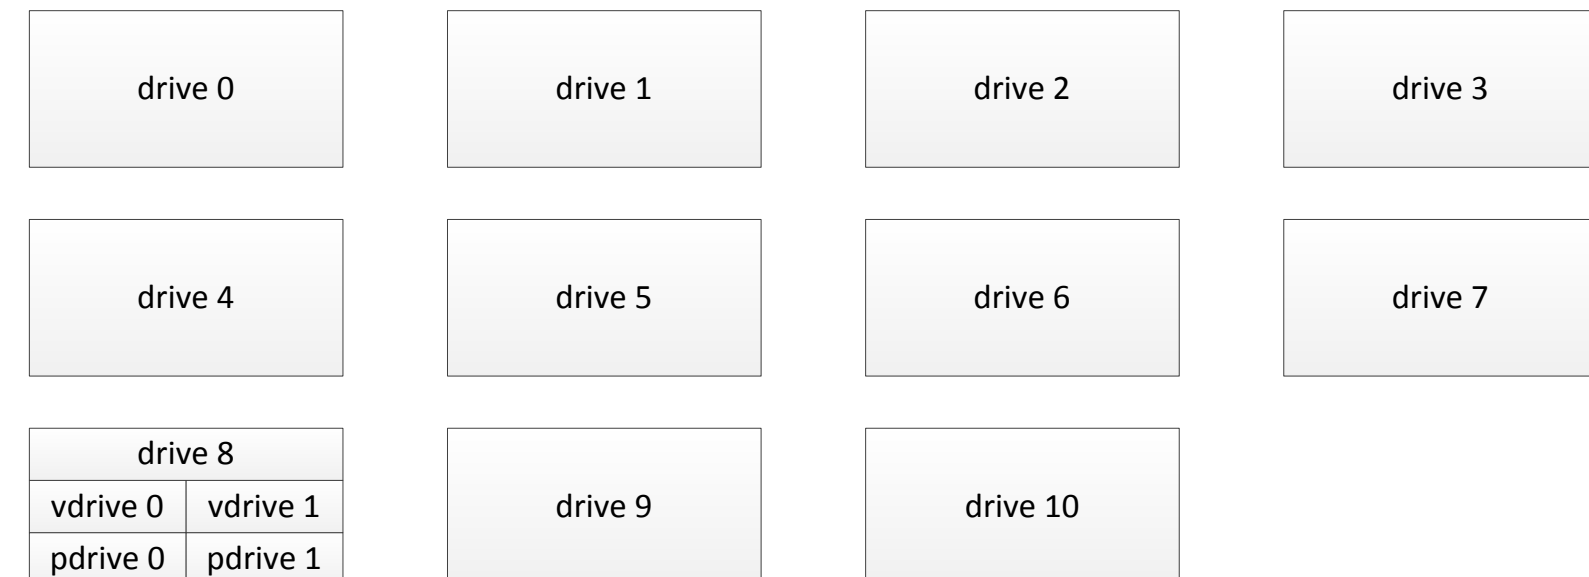 drive 0
drive 1
drive 2
drive 3
drive 4
drive 5
drive 6
drive 7
drive 8
vdrive 0
vdrive 1
pdrive 0
pdrive 1
drive 9
drive 10